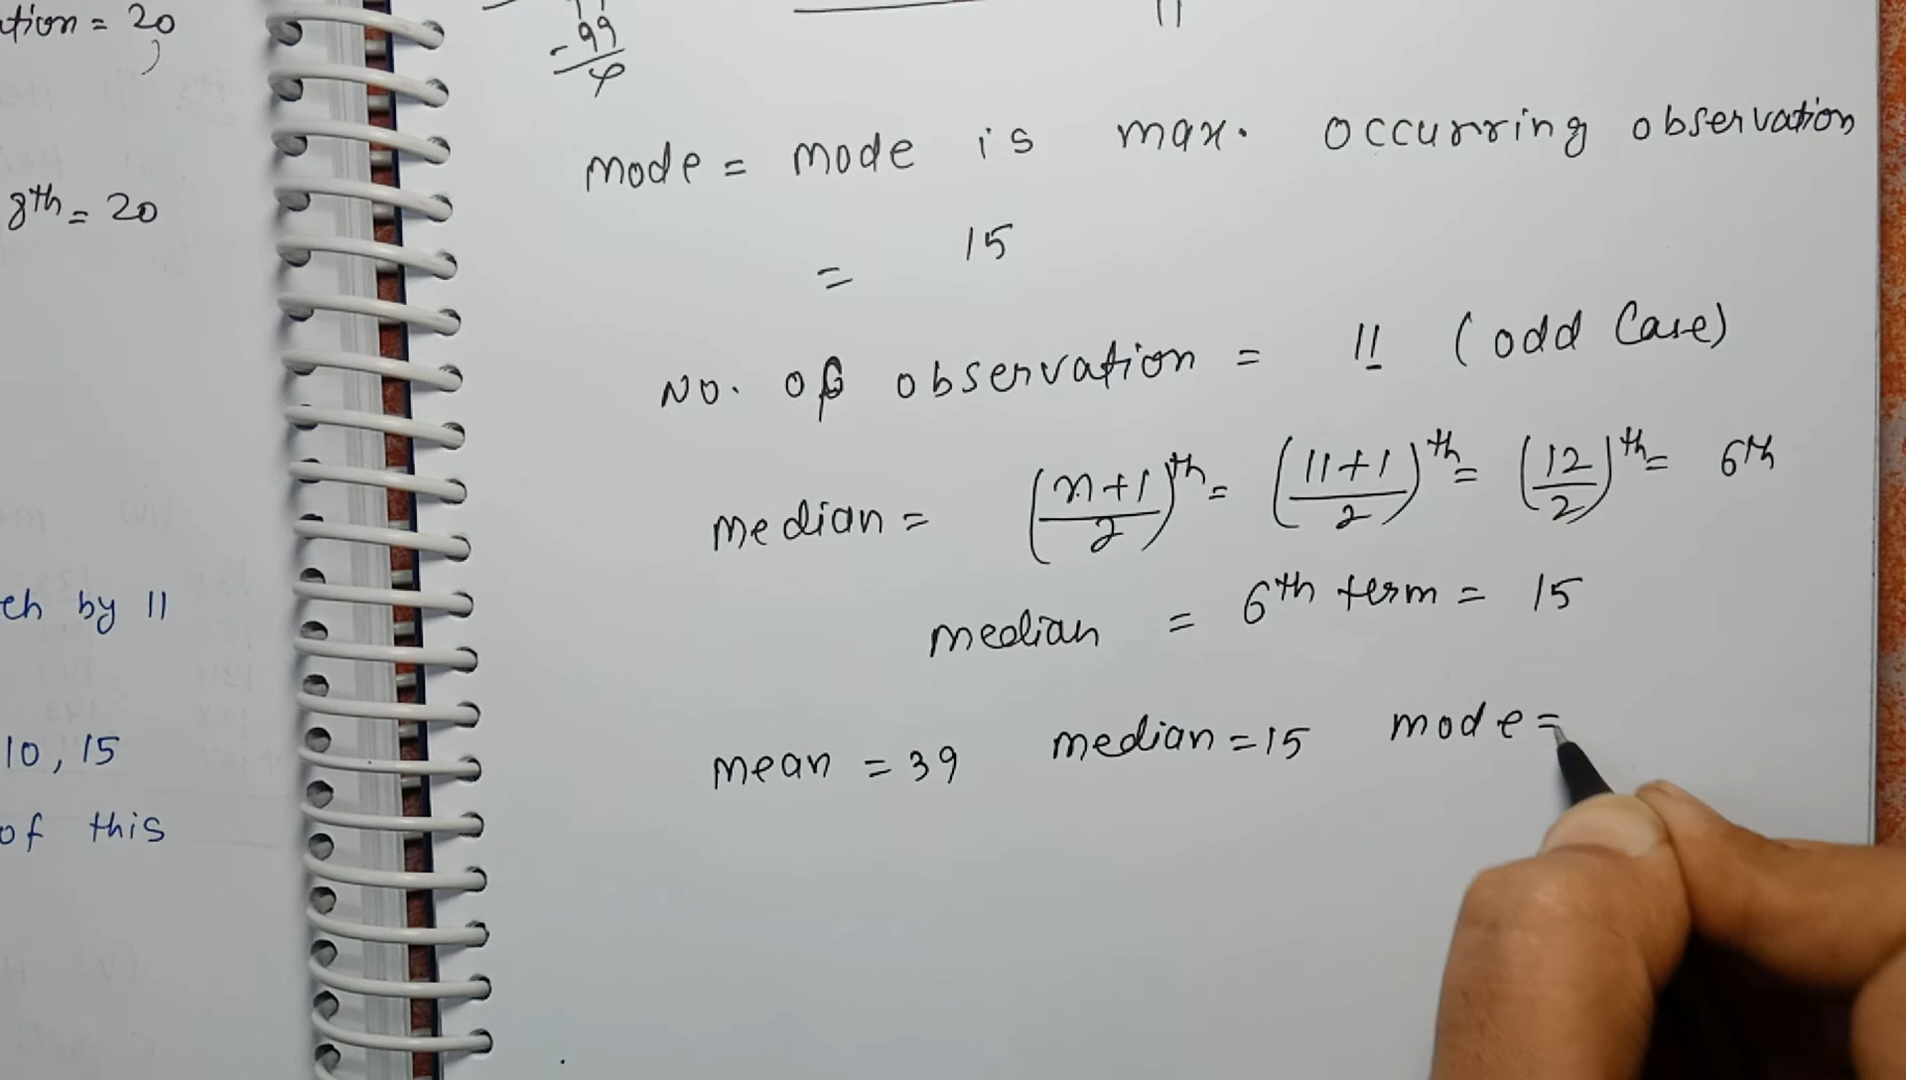 ation = 20
8th = 20
ch by 11
10, 15
of this
- 99
mode = mode is max. occurring observation
= 15
No. of observation = 11 (odd Case)
median = (n+1/2)th = (11+1/2)th = (12/2)th = 6th
median = 6th term = 15
mean = 39 median = 15 mode =